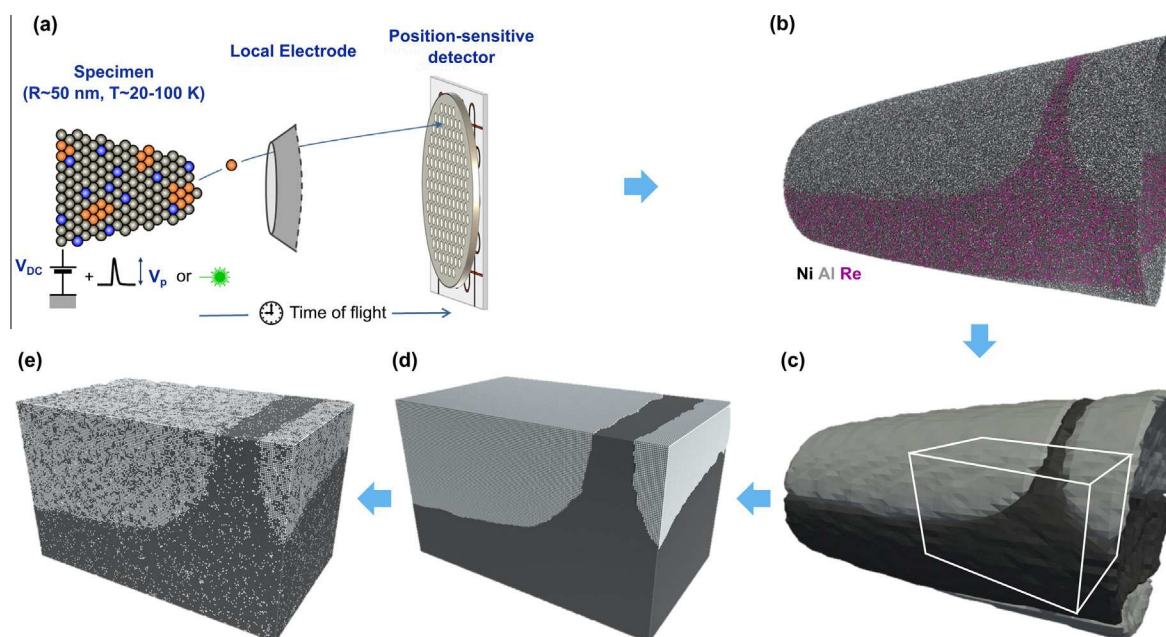 (a)
Position-sensitive
detector
Local Electrode
Specimen
(R~50 nm, T~20-100 K)
V_DC
+
V_p or
Time of flight
(b)
Ni Al Re
(e)
(d)
(c)